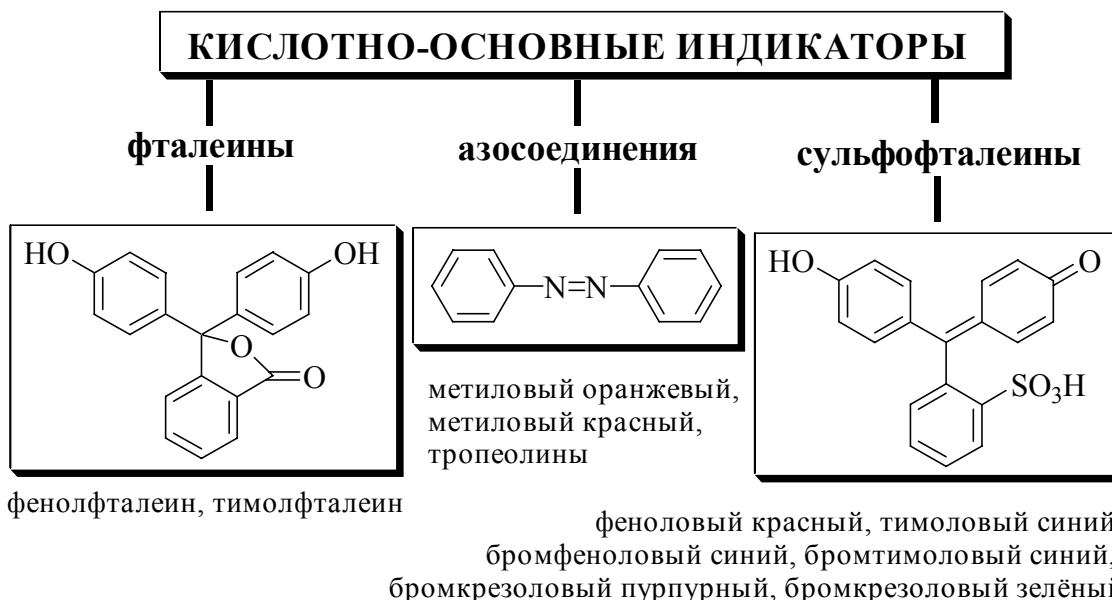 КИСЛОТНО-ОСНОВНЫЕ ИНДИКАТОРЫ
фталеины
азосоединения
сульфофталеины
HO
OH
O
O
N=N
HO
O
SO₃H
метиловый оранжевый,
метиловый красный,
тропеолины
фенолфталеин, тимолфталеин
феноловый красный, тимоловый синий
бромфеноловый синий, бромтимоловый синий,
бромкрезоловый пурпурный, бромкрезоловый зелёный